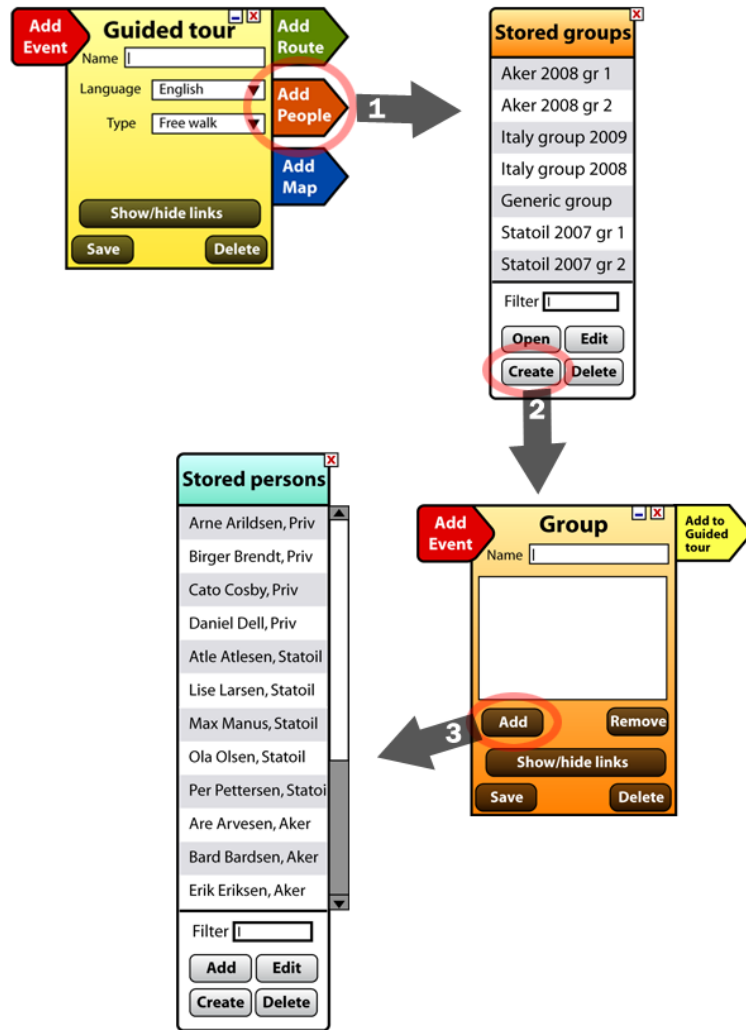 Add
Event
Guided tour
X
Name
Language English
Type Free walk
Add
Route
Add
People
Add
Map
Show/hide links
Save Delete
1
X
Stored groups
Aker 2008 gr 1
Aker 2008 gr 2
Italy group 2009
Italy group 2008
Generic group
Statoil 2007 gr 1
Statoil 2007 gr 2
Filter
Open Edit
Create Delete
2
X
Stored persons
Arne Arildsen, Priv
Birger Brendt, Priv
Cato Cosby, Priv
Daniel Dell, Priv
Atle Atlesen, Statoil
Lise Larsen, Statoil
Max Manus, Statoil
Ola Olsen, Statoil
Per Pettersen, Statoi
Are Arvesen, Aker
Bard Bardsen, Aker
Erik Eriksen, Aker
Filter
Add Edit
Create Delete
Add
Event
Group
X
Name
Add to
Guided
tour
Add Remove
Show/hide links
Save Delete
3